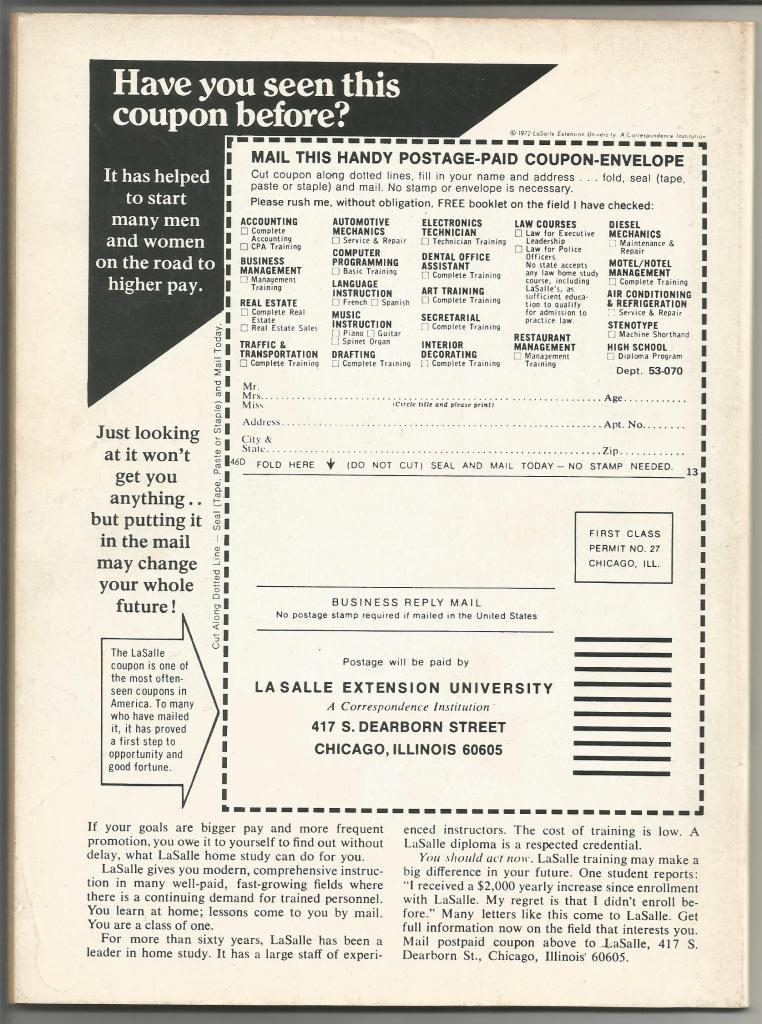 Have you seen this
coupon before?
It has helped
to start
many men
and women
on the road to
higher pay.
Just looking
at it won't
get you
anything..
but putting it
in the mail
may change
your whole
future!
The LaSalle
coupon is one of
the most often-
seen coupons in
America. To many
who have mailed
it, it has proved
a first step to
opportunity and
good fortune.
Cut Along Dotted Line — Seal (Tape, Paste or Staple) and Mail Today.
© 1972 LaSalle Extension University A Correspondence Institution
MAIL THIS HANDY POSTAGE-PAID COUPON-ENVELOPE
Cut coupon along dotted lines, fill in your name and address . . . fold, seal (tape,
paste or staple) and mail. No stamp or envelope is necessary.
Please rush me, without obligation, FREE booklet on the field I have checked:
ACCOUNTING
☐ Complete
Accounting
☐ CPA Training
BUSINESS
MANAGEMENT
☐ Management
Training
REAL ESTATE
☐ Complete Real
Estate
☐ Real Estate Sales
TRAFFIC &
TRANSPORTATION
☐ Complete Training
AUTOMOTIVE
MECHANICS
☐ Service & Repair
COMPUTER
PROGRAMMING
☐ Basic Training
LANGUAGE
INSTRUCTION
☐ French ☐ Spanish
MUSIC
INSTRUCTION
☐ Piano ☐ Guitar
☐ Spinet Organ
DRAFTING
☐ Complete Training
ELECTRONICS
TECHNICIAN
☐ Technician Training
DENTAL OFFICE
ASSISTANT
☐ Complete Training
ART TRAINING
☐ Complete Training
SECRETARIAL
☐ Complete Training
INTERIOR
DECORATING
☐ Complete Training
LAW COURSES
☐ Law for Executive
Leadership
☐ Law for Police
Officers
No state accepts
any law home study
course, including
LaSalle's, as
sufficient educa-
tion to qualify
for admission to
practice law.
RESTAURANT
MANAGEMENT
☐ Management
Training
DIESEL
MECHANICS
☐ Maintenance &
Repair
MOTEL/HOTEL
MANAGEMENT
☐ Complete Training
AIR CONDITIONING
& REFRIGERATION
☐ Service & Repair
STENOTYPE
☐ Machine Shorthand
HIGH SCHOOL
☐ Diploma Program
Dept. 53-070
Mr.
Mrs. Age
Miss (Circle title and please print)
Address Apt. No.
City &
State Zip
46D FOLD HERE (DO NOT CUT) SEAL AND MAIL TODAY — NO STAMP NEEDED. 13
FIRST CLASS
PERMIT NO. 27
CHICAGO, ILL.
BUSINESS REPLY MAIL
No postage stamp required if mailed in the United States
Postage will be paid by
LA SALLE EXTENSION UNIVERSITY
A Correspondence Institution
417 S. DEARBORN STREET
CHICAGO, ILLINOIS 60605
If your goals are bigger pay and more frequent
promotion, you owe it to yourself to find out without
delay, what LaSalle home study can do for you.
LaSalle gives you modern, comprehensive instruc-
tion in many well-paid, fast-growing fields where
there is a continuing demand for trained personnel.
You learn at home; lessons come to you by mail.
You are a class of one.
For more than sixty years, LaSalle has been a
leader in home study. It has a large staff of experi-
enced instructors. The cost of training is low. A
LaSalle diploma is a respected credential.
You should act now. LaSalle training may make a
big difference in your future. One student reports:
"I received a $2,000 yearly increase since enrollment
with LaSalle. My regret is that I didn't enroll be-
fore." Many letters like this come to LaSalle. Get
full information now on the field that interests you.
Mail postpaid coupon above to LaSalle, 417 S.
Dearborn St., Chicago, Illinois 60605.